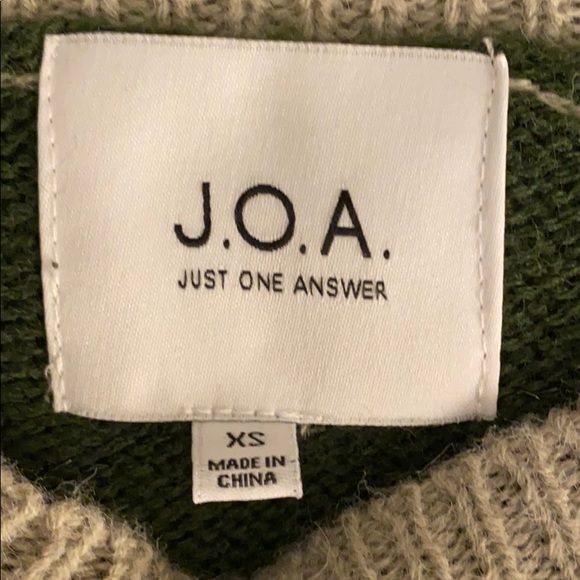 J.O.A.
JUST ONE ANSWER
XS
MADE IN
CHINA